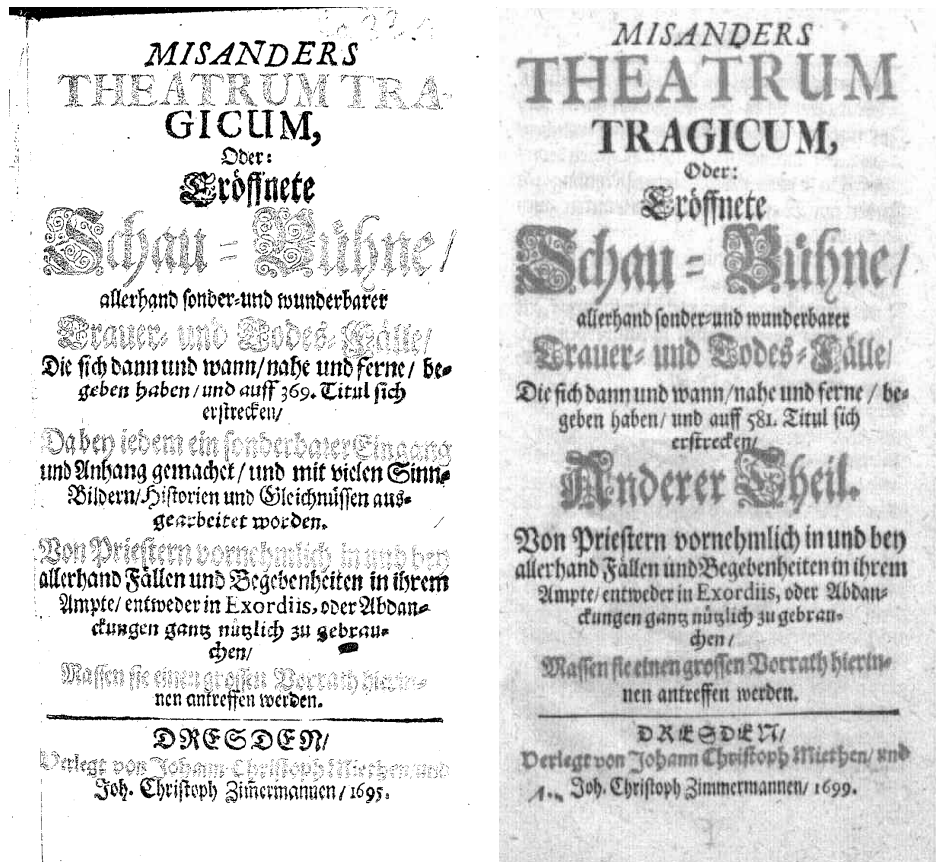 MISANDERS
THEATRUM TRA-
GICUM,
Oder:
Eröffnete
Schau-Bühne/
allerhand sonder-und wunderbarer
Trauer- und Todes-Fälle/
Die sich dann und wann/nahe und ferne/ be-
geben haben/und auff 369. Titul sich
erstrecken/
Dabey iedem ein sonderbarer Eingang
und Anhang gemachet/und mit vielen Sinn-
Bildern/Historien und Gleichnüssen aus-
gearbeitet worden.
Von Priestern vornehmlich in und bey
allerhand Fällen und Begebenheiten in ihrem
Ampte/ entweder in Exordiis, oder Abdan-
ckungen gantz nützlich zu gebrau-
chen/
Massen sie einen grossen Vorrath hierin-
nen antreffen werden.
DRESDEN/
Verlegt von Johann Christoph Miethen/und
Joh. Christoph Zimermannen/1695.
MISANDERS
THEATRUM
TRAGICUM,
Oder:
Eröffnete
Schau-Bühne/
allerhand sonder-und wunderbarer
Trauer- und Todes-Fälle/
Die sich dann und wann/nahe und ferne/ be-
geben haben/ und auff 581. Titul sich
erstrecken/
Anderer Theil.
Von Priestern vornehmlich in und bey
allerhand Fällen und Begebenheiten in ihrem
Ampte/ entweder in Exordiis, oder Abdan-
ckungen gantz nützlich zu gebrau-
chen/
Massen sie einen grossen Vorrath hierin-
nen antreffen werden.
DRESDEN/
Verlegt von Johann Christoph Miethen/und
Joh. Christoph Zimmermannen/1699.